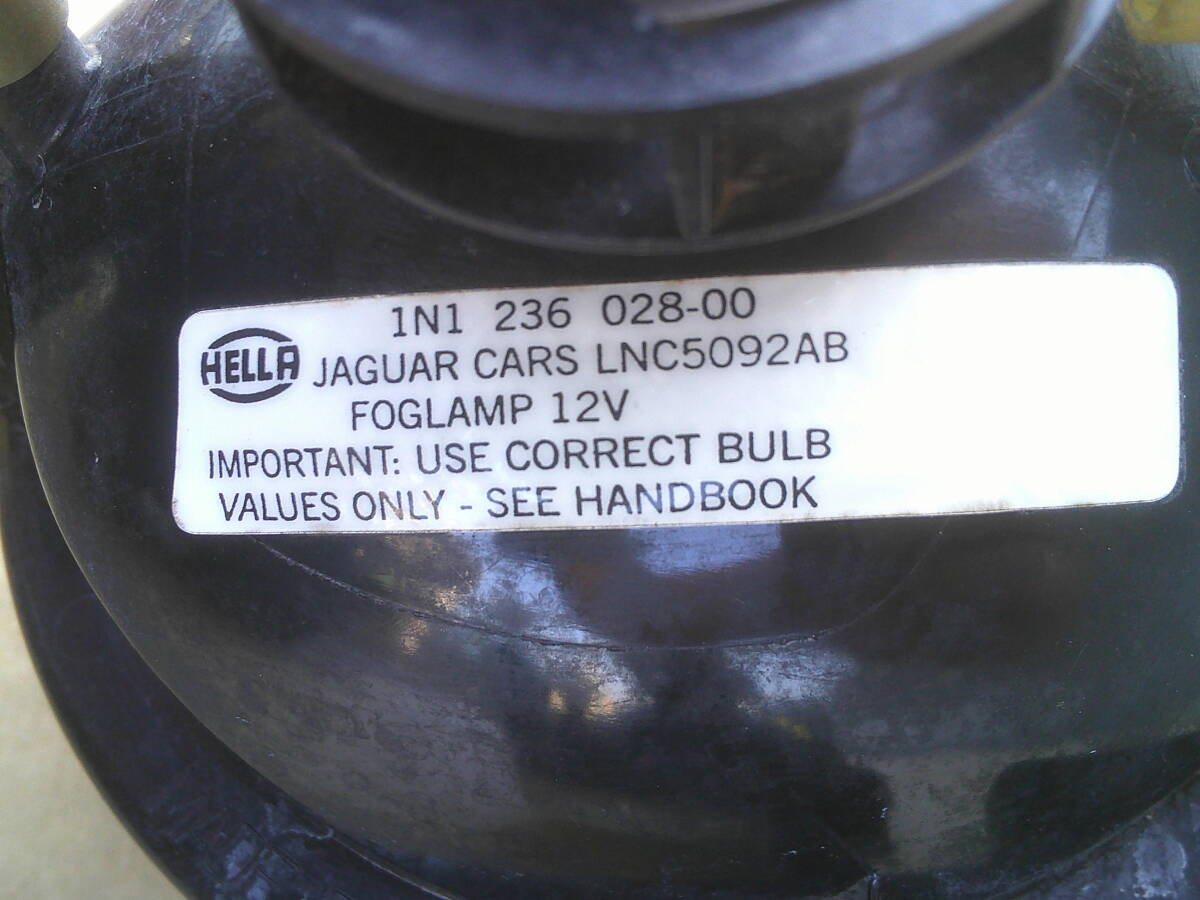 1N1 236 028-00
HELLA JAGUAR CARS LNC5092AB
FOGLAMP 12V
IMPORTANT: USE CORRECT BULB
VALUES ONLY - SEE HANDBOOK